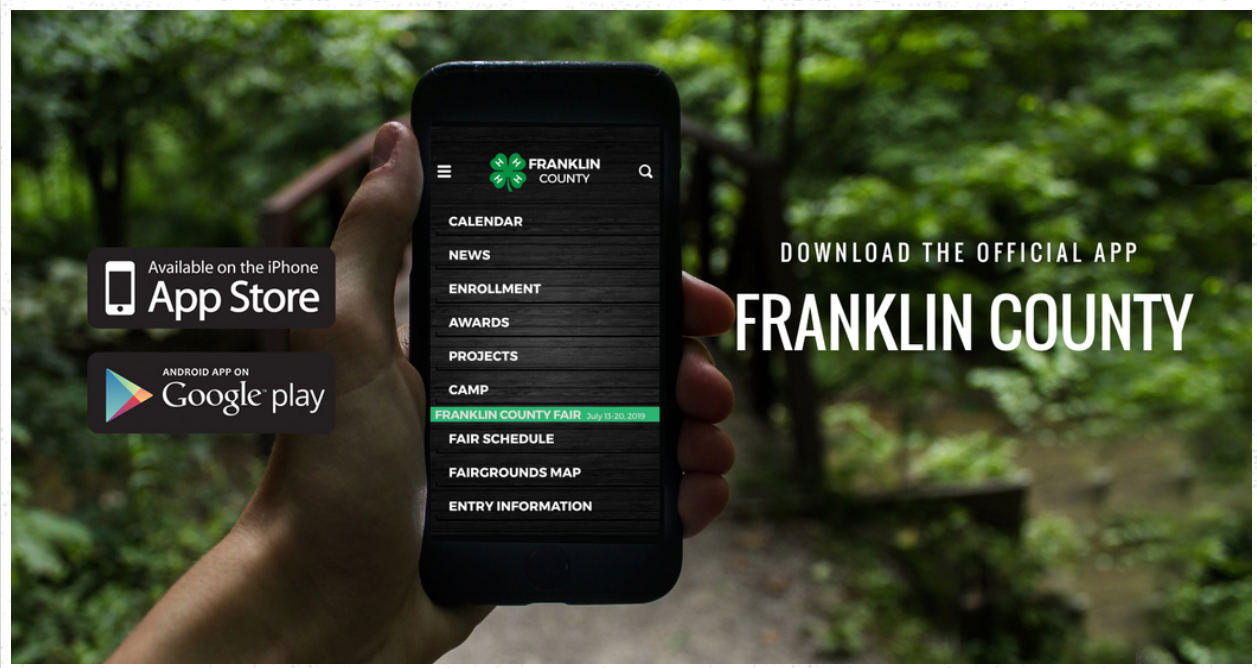 Available on the iPhone
App Store
ANDROID APP ON
Google play
H H
H H
FRANKLIN
COUNTY
CALENDAR
NEWS
ENROLLMENT
AWARDS
PROJECTS
CAMP
FRANKLIN COUNTY FAIR July 13-20, 2019
FAIR SCHEDULE
FAIRGROUNDS MAP
ENTRY INFORMATION
DOWNLOAD THE OFFICIAL APP
FRANKLIN COUNTY